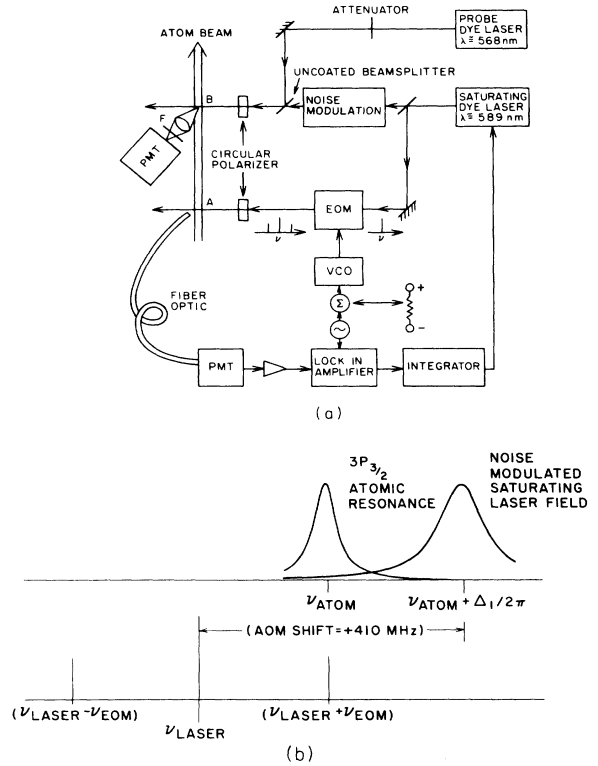 ATTENUATOR
PROBE
DYE LASER
λ ≅ 568nm
ATOM BEAM
UNCOATED BEAMSPLITTER
NOISE
MODULATION
SATURATING
DYE LASER
λ ≅ 589nm
B
F
PMT
CIRCULAR
POLARIZER
A
EOM
ν
ν
VCO
Σ
+
−
~
FIBER
OPTIC
PMT
LOCK IN
AMPLIFIER
INTEGRATOR
(a)
3P3/2
ATOMIC
RESONANCE
NOISE
MODULATED
SATURATING
LASER FIELD
νATOM
νATOM + Δ1/2π
(AOM SHIFT = +410 MHz)
(νLASER − νEOM)
νLASER
(νLASER + νEOM)
(b)